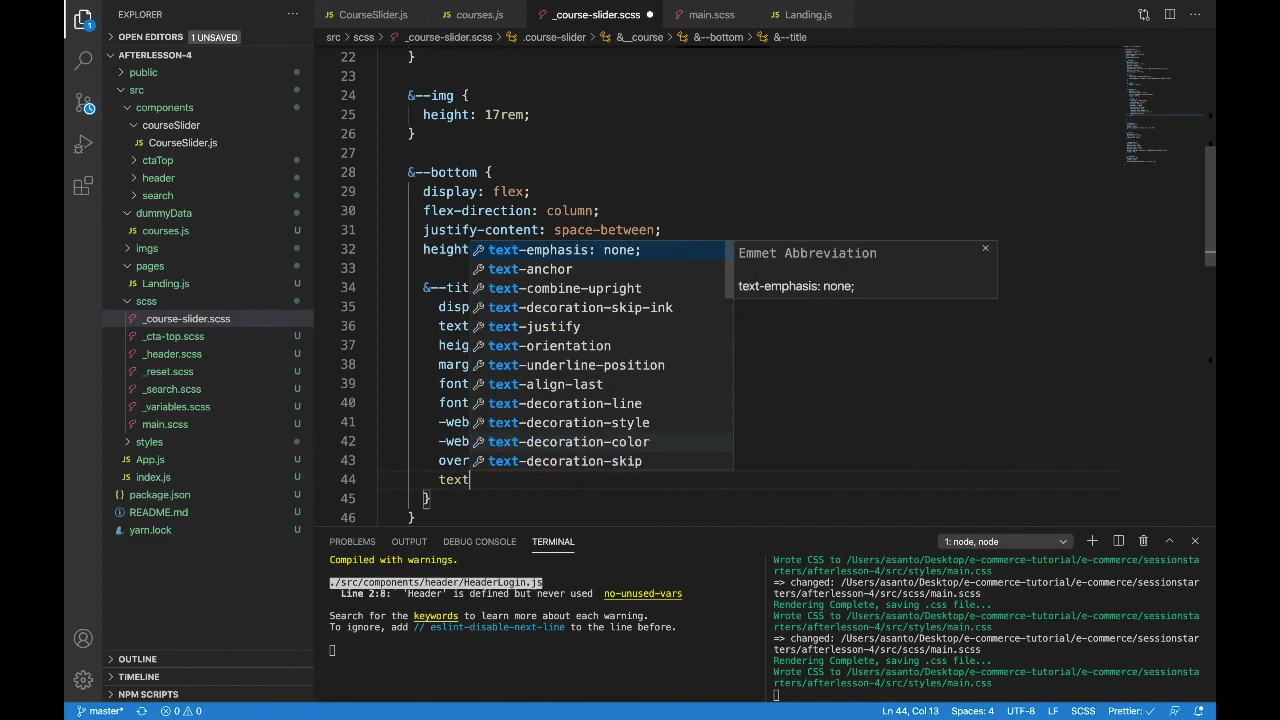 EXPLORER
OPEN EDITORS 1 UNSAVED
AFTERLESSON-4
public
src
components
courseSlider
JS CourseSlider.js
ctaTop
header
search
dummyData
JS courses.js
imgs
pages
JS Landing.js
scss
_course-slider.scss
_cta-top.scss U
_header.scss U
_reset.scss U
_search.scss U
_variables.scss U
main.scss U
styles
JS App.js U
JS index.js U
package.json U
README.md U
yarn.lock U
OUTLINE
TIMELINE
NPM SCRIPTS
JS CourseSlider.js JS courses.js _course-slider.scss main.scss JS Landing.js
src > scss > _course-slider.scss > .course-slider > &__course > &--bottom > &--title
22 }
23
24 &--img {
25 height: 17rem;
26 }
27
28 &--bottom {
29 display: flex;
30 flex-direction: column;
31 justify-content: space-between;
32 height
33
34 &--tit
35 disp
36 text
37 heig
38 marg
39 font
40 font
41 -web
42 -web
43 over
44 text
45 }
46 }
text-emphasis: none;
text-anchor
text-combine-upright
text-decoration-skip-ink
text-justify
text-orientation
text-underline-position
text-align-last
text-decoration-line
text-decoration-style
text-decoration-color
text-decoration-skip
Emmet Abbreviation
text-emphasis: none;
PROBLEMS OUTPUT DEBUG CONSOLE TERMINAL 1: node, node
Compiled with warnings.
./src/components/header/HeaderLogin.js
Line 2:8: 'Header' is defined but never used no-unused-vars
Search for the keywords to learn more about each warning.
To ignore, add // eslint-disable-next-line to the line before.
Wrote CSS to /Users/asanto/Desktop/e-commerce-tutorial/e-commerce/sessionsta
rters/afterlesson-4/src/styles/main.css
=> changed: /Users/asanto/Desktop/e-commerce-tutorial/e-commerce/sessionstar
ters/afterlesson-4/src/scss/main.scss
Rendering Complete, saving .css file...
Wrote CSS to /Users/asanto/Desktop/e-commerce-tutorial/e-commerce/sessionsta
rters/afterlesson-4/src/styles/main.css
=> changed: /Users/asanto/Desktop/e-commerce-tutorial/e-commerce/sessionstar
ters/afterlesson-4/src/scss/main.scss
Rendering Complete, saving .css file...
Wrote CSS to /Users/asanto/Desktop/e-commerce-tutorial/e-commerce/sessionsta
rters/afterlesson-4/src/styles/main.css
master* 0 0 Ln 44, Col 13 Spaces: 4 UTF-8 LF SCSS Prettier: ✓